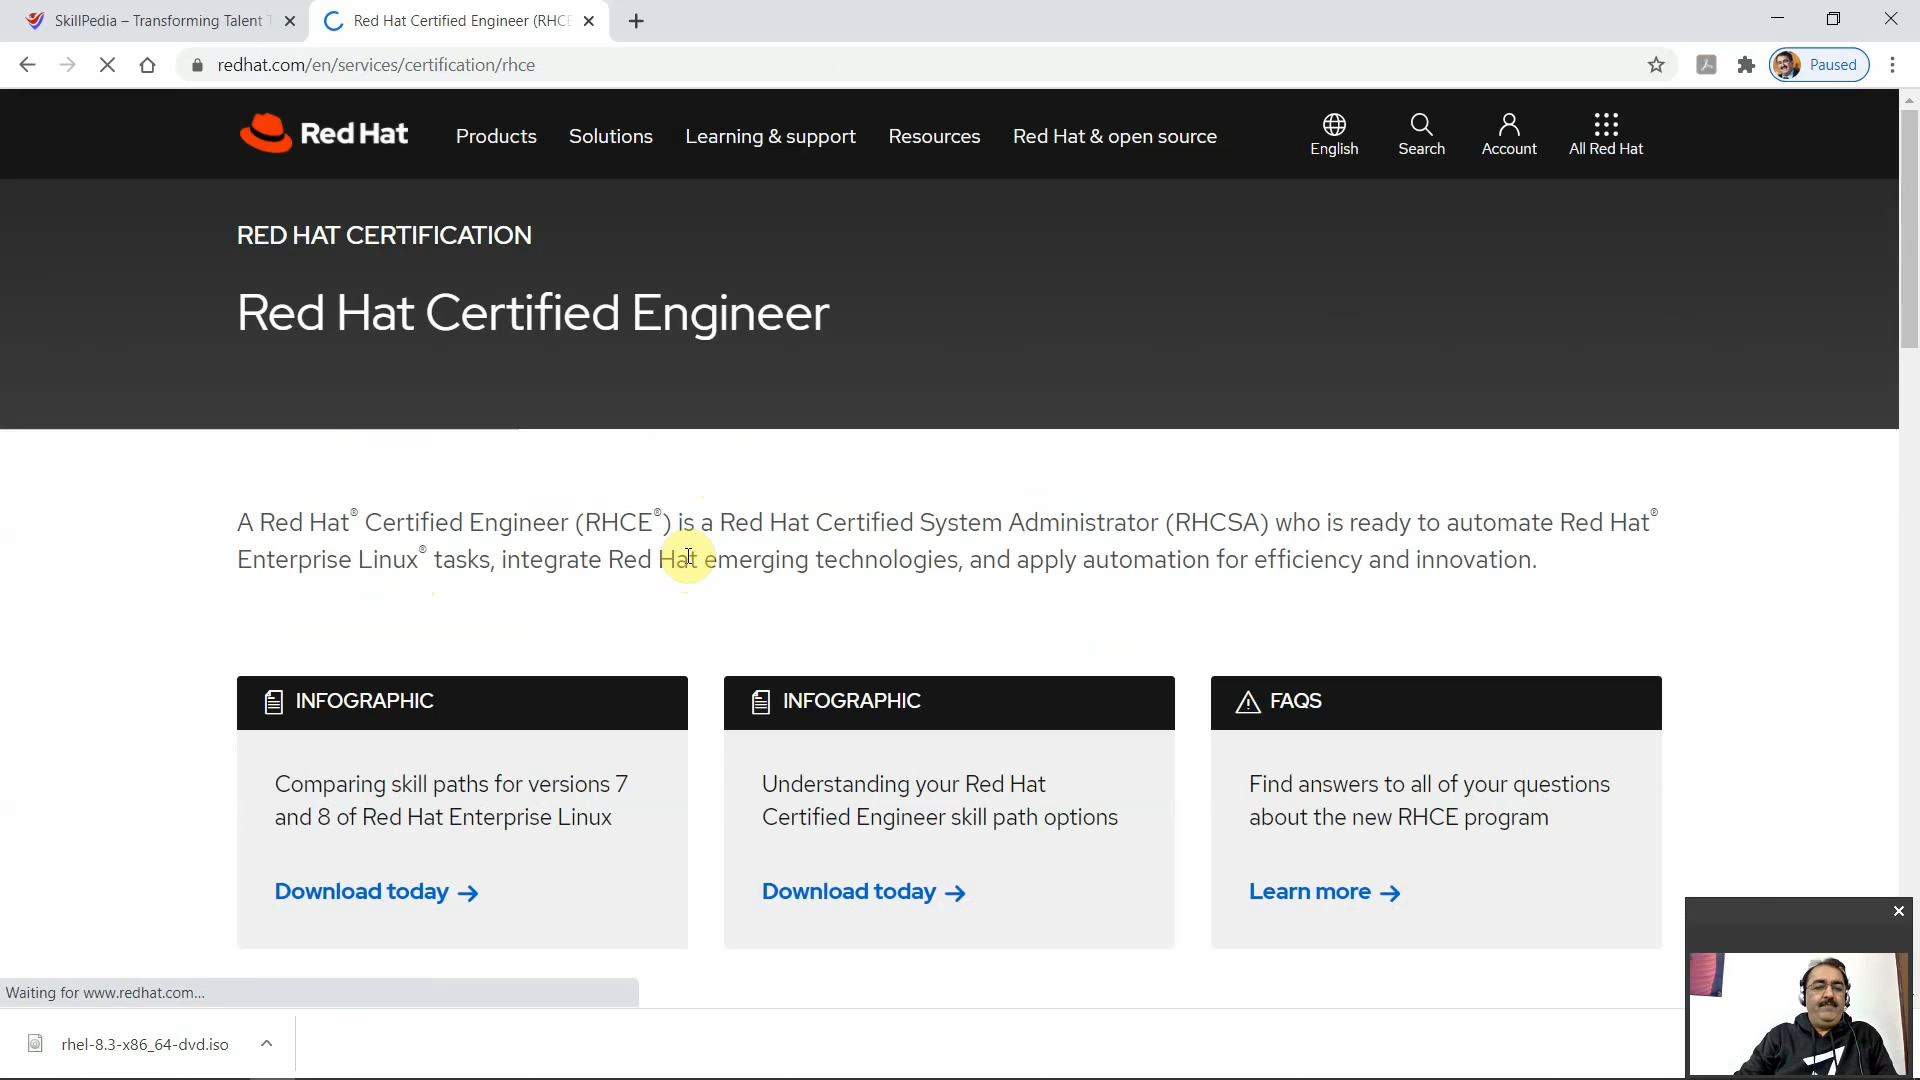 SkillPedia – Transforming Talent T
Red Hat Certified Engineer (RHCE
redhat.com/en/services/certification/rhce
Paused
Red Hat
Products
Solutions
Learning & support
Resources
Red Hat & open source
English
Search
Account
All Red Hat
RED HAT CERTIFICATION
Red Hat Certified Engineer
A Red Hat® Certified Engineer (RHCE®) is a Red Hat Certified System Administrator (RHCSA) who is ready to automate Red Hat®
Enterprise Linux® tasks, integrate Red Hat emerging technologies, and apply automation for efficiency and innovation.
INFOGRAPHIC
Comparing skill paths for versions 7
and 8 of Red Hat Enterprise Linux
Download today →
INFOGRAPHIC
Understanding your Red Hat
Certified Engineer skill path options
Download today →
FAQS
Find answers to all of your questions
about the new RHCE program
Learn more →
Waiting for www.redhat.com...
rhel-8.3-x86_64-dvd.iso